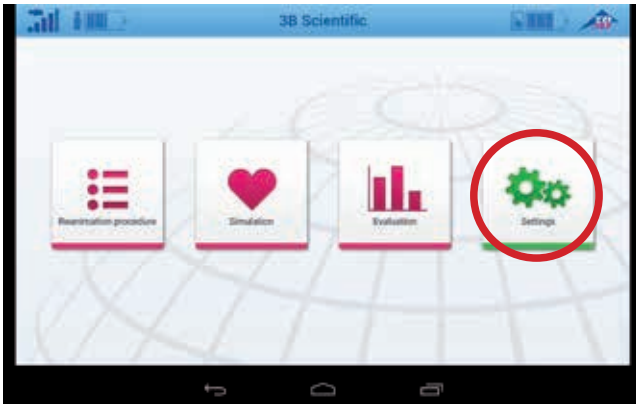 3B Scientific
Reanimation procedure
Simulation
Evaluation
Settings